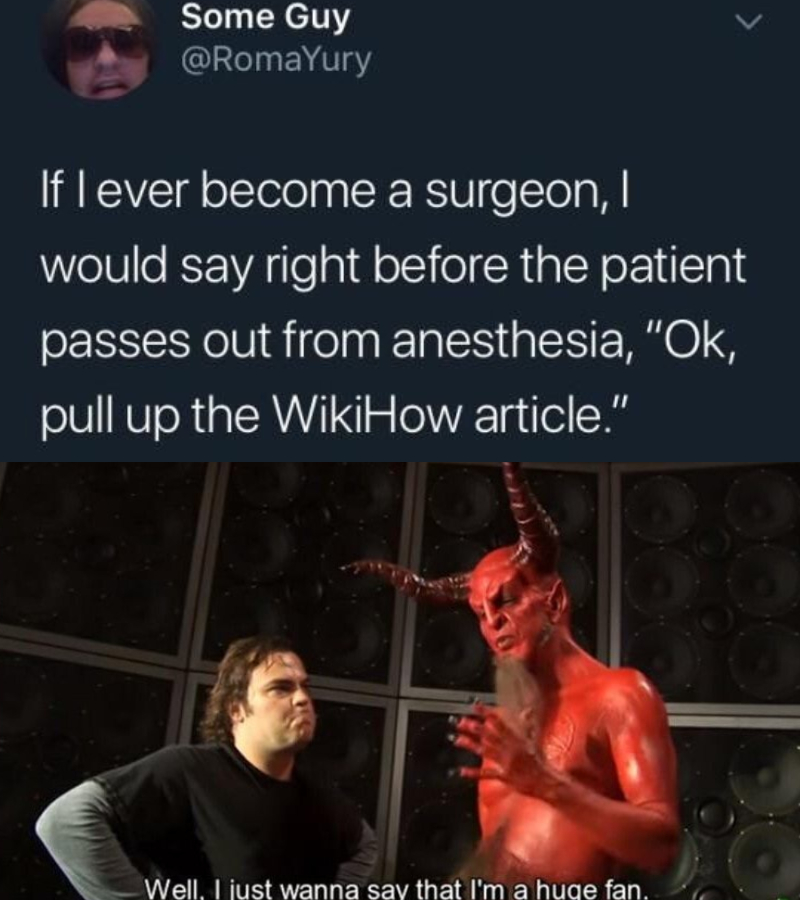 Some Guy
@RomaYury
If I ever become a surgeon, I
would say right before the patient
passes out from anesthesia, "Ok,
pull up the WikiHow article."
Well, I just wanna say that I'm a huge fan.